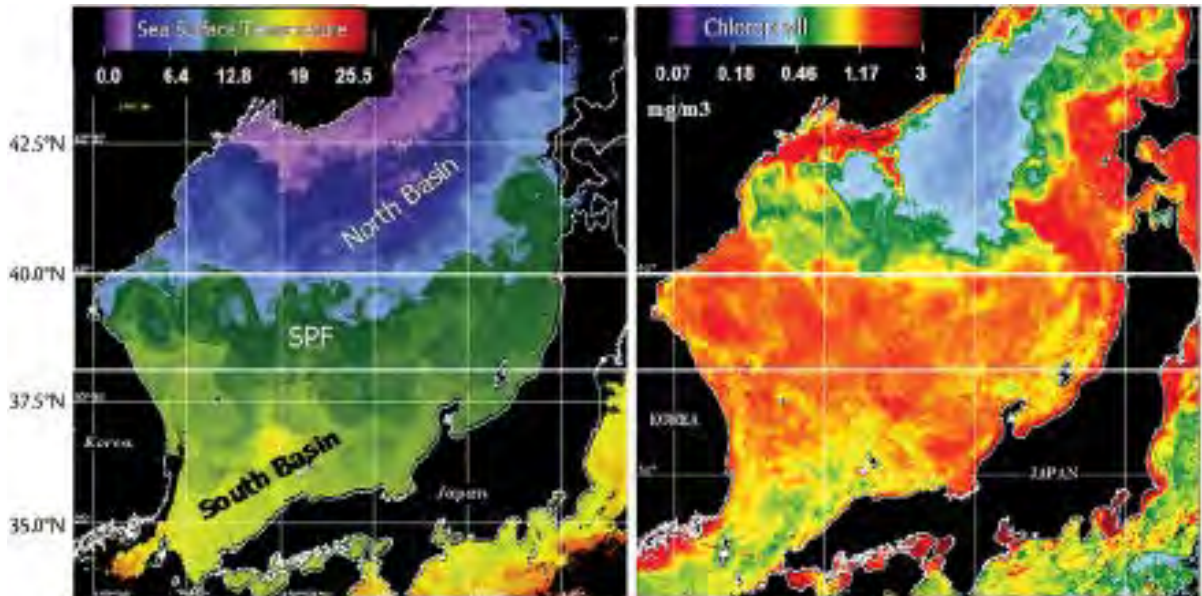 Sea Surface Temperature
0.0 6.4 12.8 19 25.5
42.5°N
40.0°N
37.5°N
35.0°N
North Basin
SPF
South Basin
Korea
Japan
0.07 0.18 0.46 1.17 3
mg/m3
KOREA
JAPAN